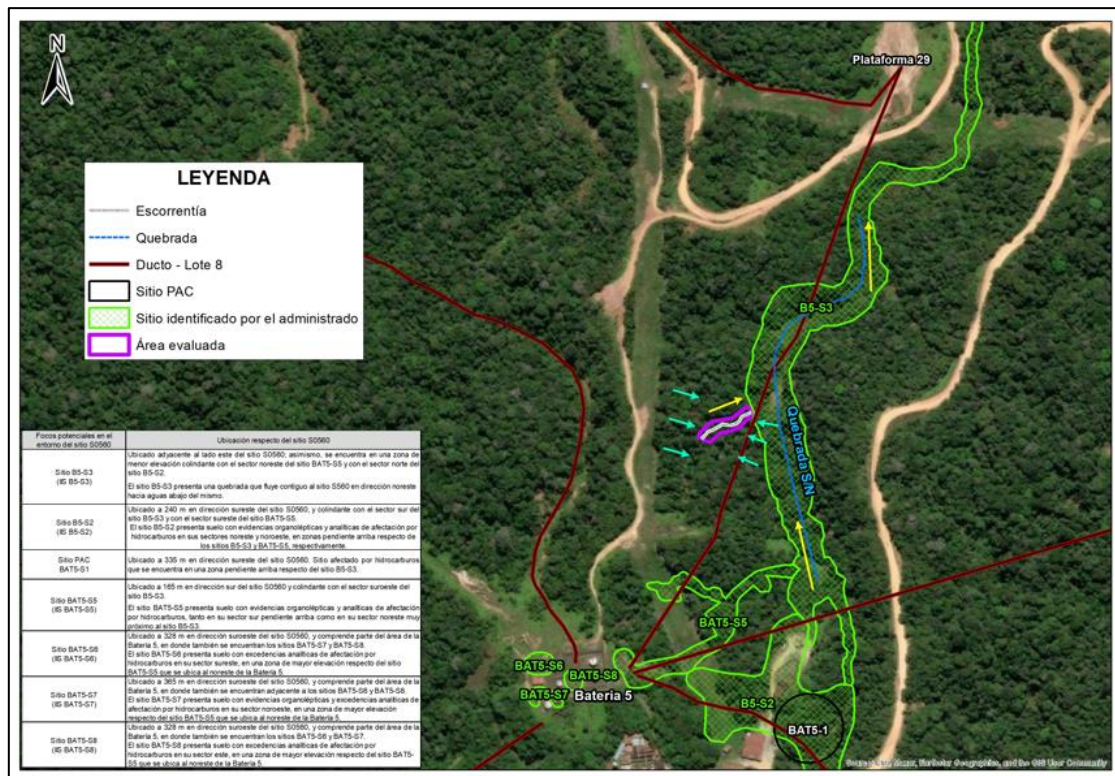 N
Plataforma 29
LEYENDA
Escorrentía
Quebrada
Ducto - Lote 8
Sitio PAC
Sitio identificado por el administrado
Área evaluada
B5-S3
Quebrada S/N
BAT5-S5
BAT5-S6
BAT5-S8
BAT5-S7
Batería 5
B5-S2
BAT5-1
Focos potenciales en el
entorno del sitio S0560
Ubicación respecto del sitio S0560
Sitio B5-S3
(IIS B5-S3)
Ubicado adyacente al lado este del sitio S0560; asimismo, se encuentra en una zona de
menor elevación colindante con el sector noreste del sitio BAT5-S5 y con el sector norte del
sitio B5-S2.
El sitio B5-S3 presenta una quebrada que fluye contiguo al sitio S560 en dirección noreste
hacia aguas abajo del mismo.
Sitio B5-S2
(IIS B5-S2)
Ubicado a 240 m en dirección sureste del sitio S0560, y colindante con el sector sur del
sitio B5-S3 y con el sector sureste del sitio BAT5-S5.
El sitio B5-S2 presenta suelo con evidencias organolépticas y analíticas de afectación por
hidrocarburos en sus sectores noreste y noroeste, en zonas pendiente arriba respecto de
los sitios B5-S3 y BAT5-S5, respectivamente.
Sitio PAC
BAT5-S1
Ubicado a 335 m en dirección sureste del sitio S0560. Sitio afectado por hidrocarburos
que se encuentra en una zona pendiente arriba respecto del sitio B5-S3.
Sitio BAT5-S5
(IIS BAT5-S5)
Ubicado a 165 m en dirección sur del sitio S0560 y colindante con el sector suroeste del
sitio B5-S3.
El sitio BAT5-S5 presenta suelo con evidencias organolépticas y analíticas de afectación
por hidrocarburos, tanto en su sector sur pendiente arriba como en su sector noreste muy
próximo al sitio B5-S3.
Sitio BAT5-S6
(IIS BAT5-S6)
Ubicado a 328 m en dirección suroeste del sitio S0560, y comprende parte del área de la
Batería 5, en donde también se encuentran los sitios BAT5-S7 y BAT5-S8.
El sitio BAT5-S6 presenta suelo con excedencias analíticas de afectación por
hidrocarburos en su sector sureste, en una zona de mayor elevación respecto del sitio
BAT5-S5 que se ubica al noreste de la Batería 5.
Sitio BAT5-S7
(IIS BAT5-S7)
Ubicado a 365 m en dirección suroeste del sitio S0560, y comprende parte del área de la
Batería 5, en donde también se encuentran adyacente a los sitios BAT5-S6 y BAT5-S8.
El sitio BAT5-S7 presenta suelo con evidencias organolépticas y excedencias analíticas de
afectación por hidrocarburos en su sector noroeste, en una zona de mayor elevación
respecto del sitio BAT5-S5 que se ubica al noreste de la Batería 5.
Sitio BAT5-S8
(IIS BAT5-S8)
Ubicado a 328 m en dirección suroeste del sitio S0560, y comprende parte del área de la
Batería 5, en donde también se encuentran los sitios BAT5-S6 y BAT5-S7.
El sitio BAT5-S8 presenta suelo con excedencias analíticas de afectación por
hidrocarburos en su sector este, en una zona de mayor elevación respecto del sitio BAT5-
S5 que se ubica al noreste de la Batería 5.
Geographics, and the GIS User Community